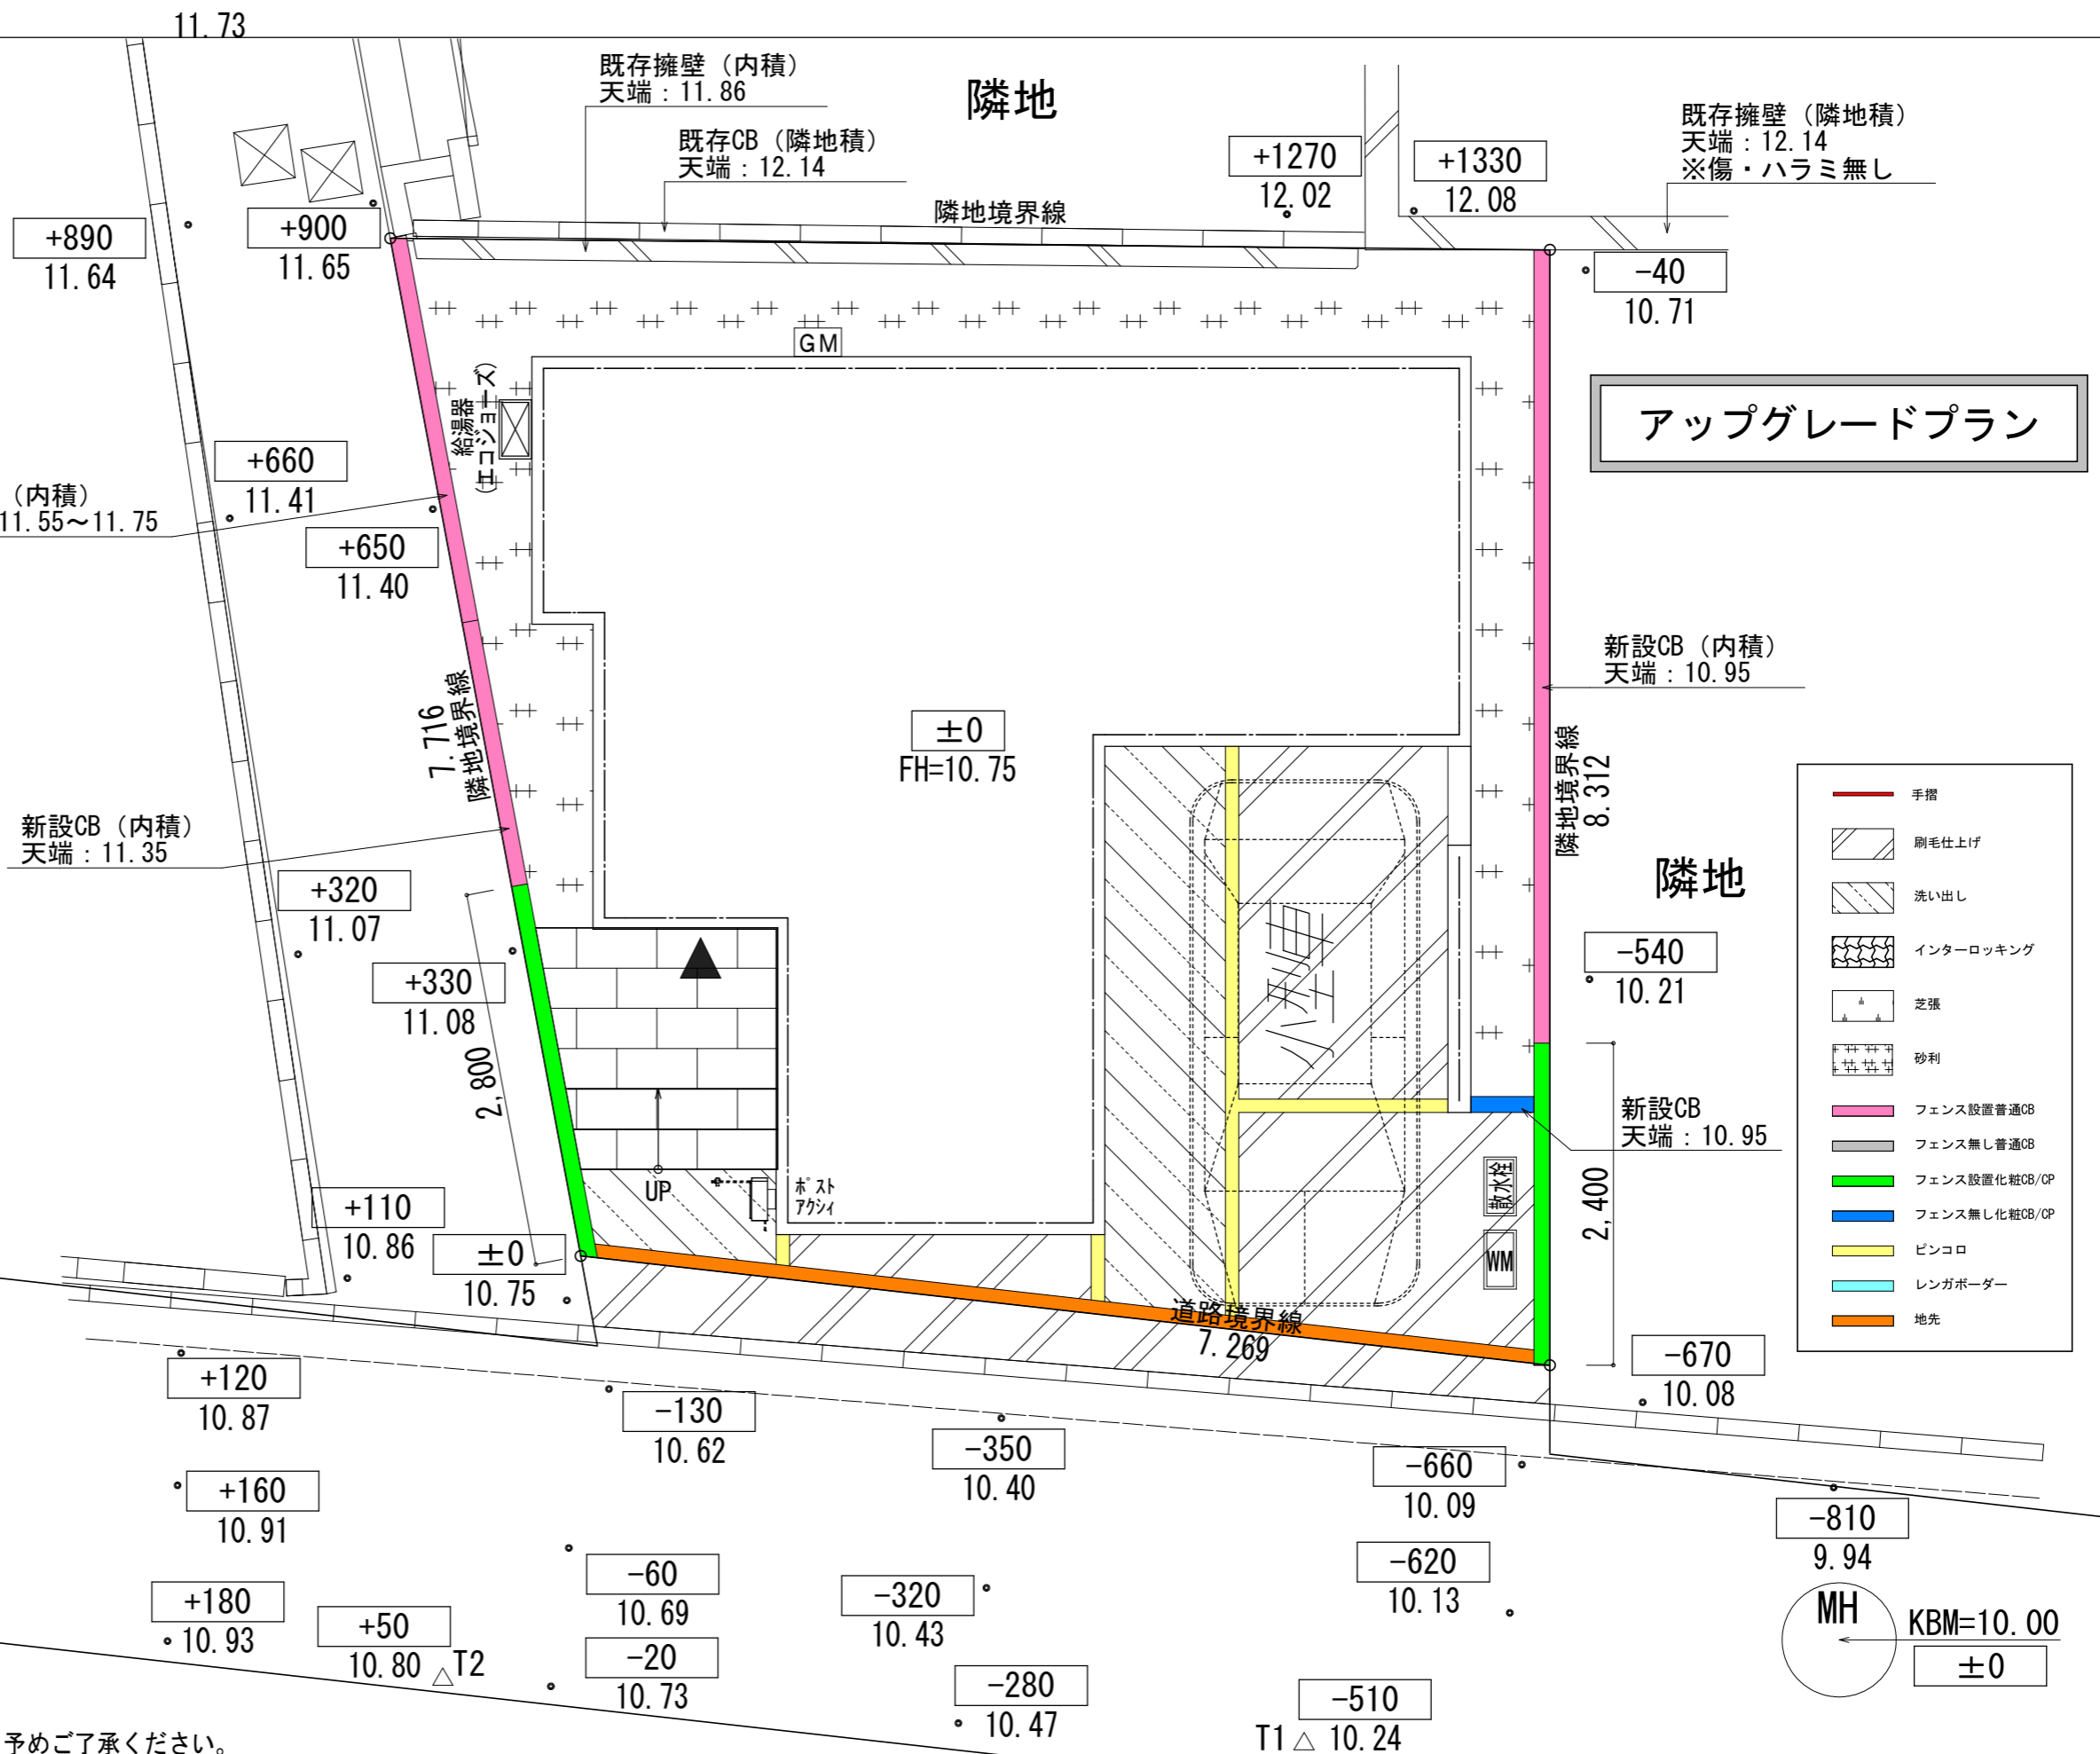 11.73
既存擁壁（内積）
天端：11.86
隣地
既存CB（隣地積）
天端：12.14
+1270
12.02
+1330
12.08
既存擁壁（隣地積）
天端：12.14
※傷・ハラミ無し
隣地境界線
+890
11.64
+900
11.65
-40
10.71
GM
アップグレードプラン
給湯器
(エコジョーズ)
+660
11.41
（内積）
11.55～11.75
+650
11.40
新設CB（内積）
天端：10.95
7.716
隣地境界線
±0
FH=10.75
隣地境界線
8.312
新設CB（内積）
天端：11.35
隣地
+320
11.07
+330
11.08
小型車
-540
10.21
2,800
新設CB
天端：10.95
2,400
散水栓
WM
UP
ﾎﾟｽﾄ
ｱｸｼｨ
+110
10.86
±0
10.75
道路境界線
7.269
手摺
刷毛仕上げ
洗い出し
インターロッキング
芝張
砂利
フェンス設置普通CB
フェンス無し普通CB
フェンス設置化粧CB/CP
フェンス無し化粧CB/CP
ピンコロ
レンガボーダー
地先
+120
10.87
-130
10.62
-350
10.40
-670
10.08
-660
10.09
+160
10.91
-810
9.94
-60
10.69
-320
10.43
-620
10.13
+180
10.93
+50
10.80
T2
-20
10.73
-280
10.47
-510
T1 10.24
MH
KBM=10.00
±0
予めご了承ください。